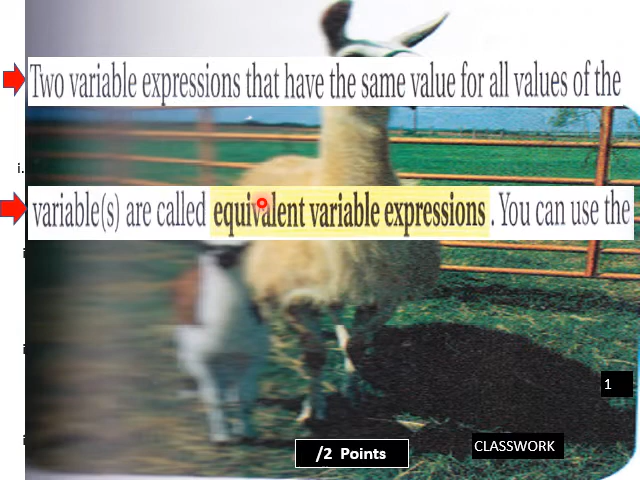 Two variable expressions that have the same value for all values of the
i.
variable(s) are called equivalent variable expressions. You can use the
1
/2 Points
CLASSWORK